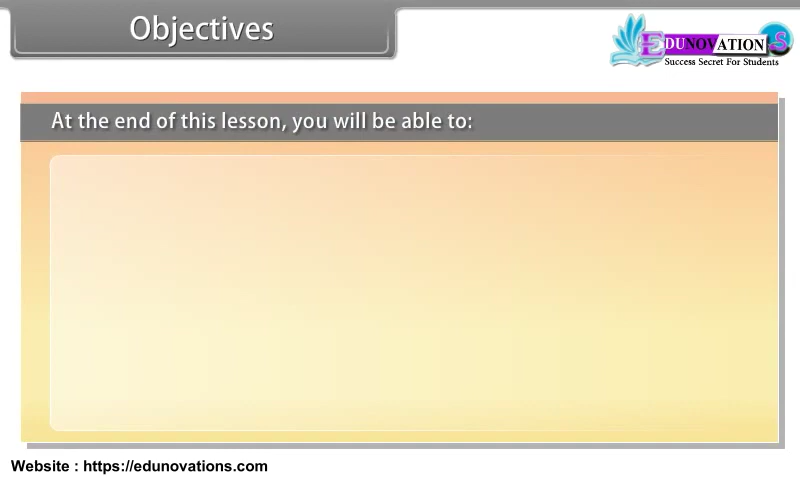 Objectives
EDUNOVATIONS
Success Secret For Students
At the end of this lesson, you will be able to:
Website : https://edunovations.com